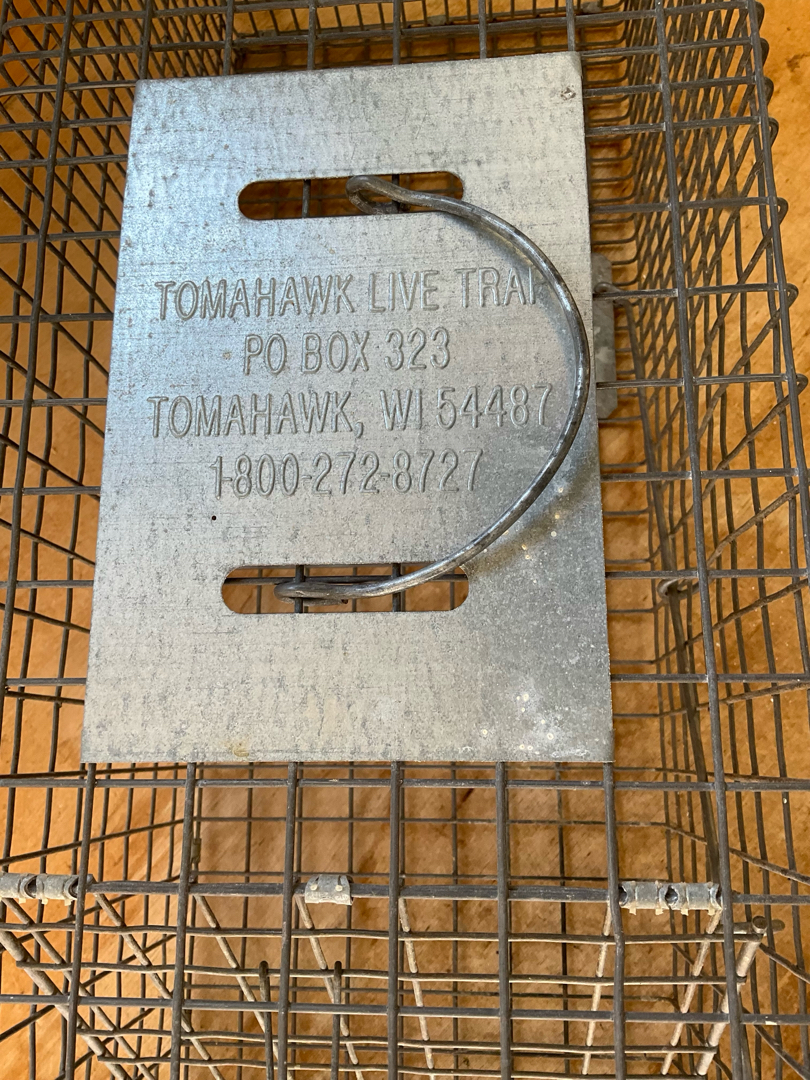 TOMAHAWK LIVE TRAP
PO BOX 323
TOMAHAWK, WI 54487
1-800-272-8727